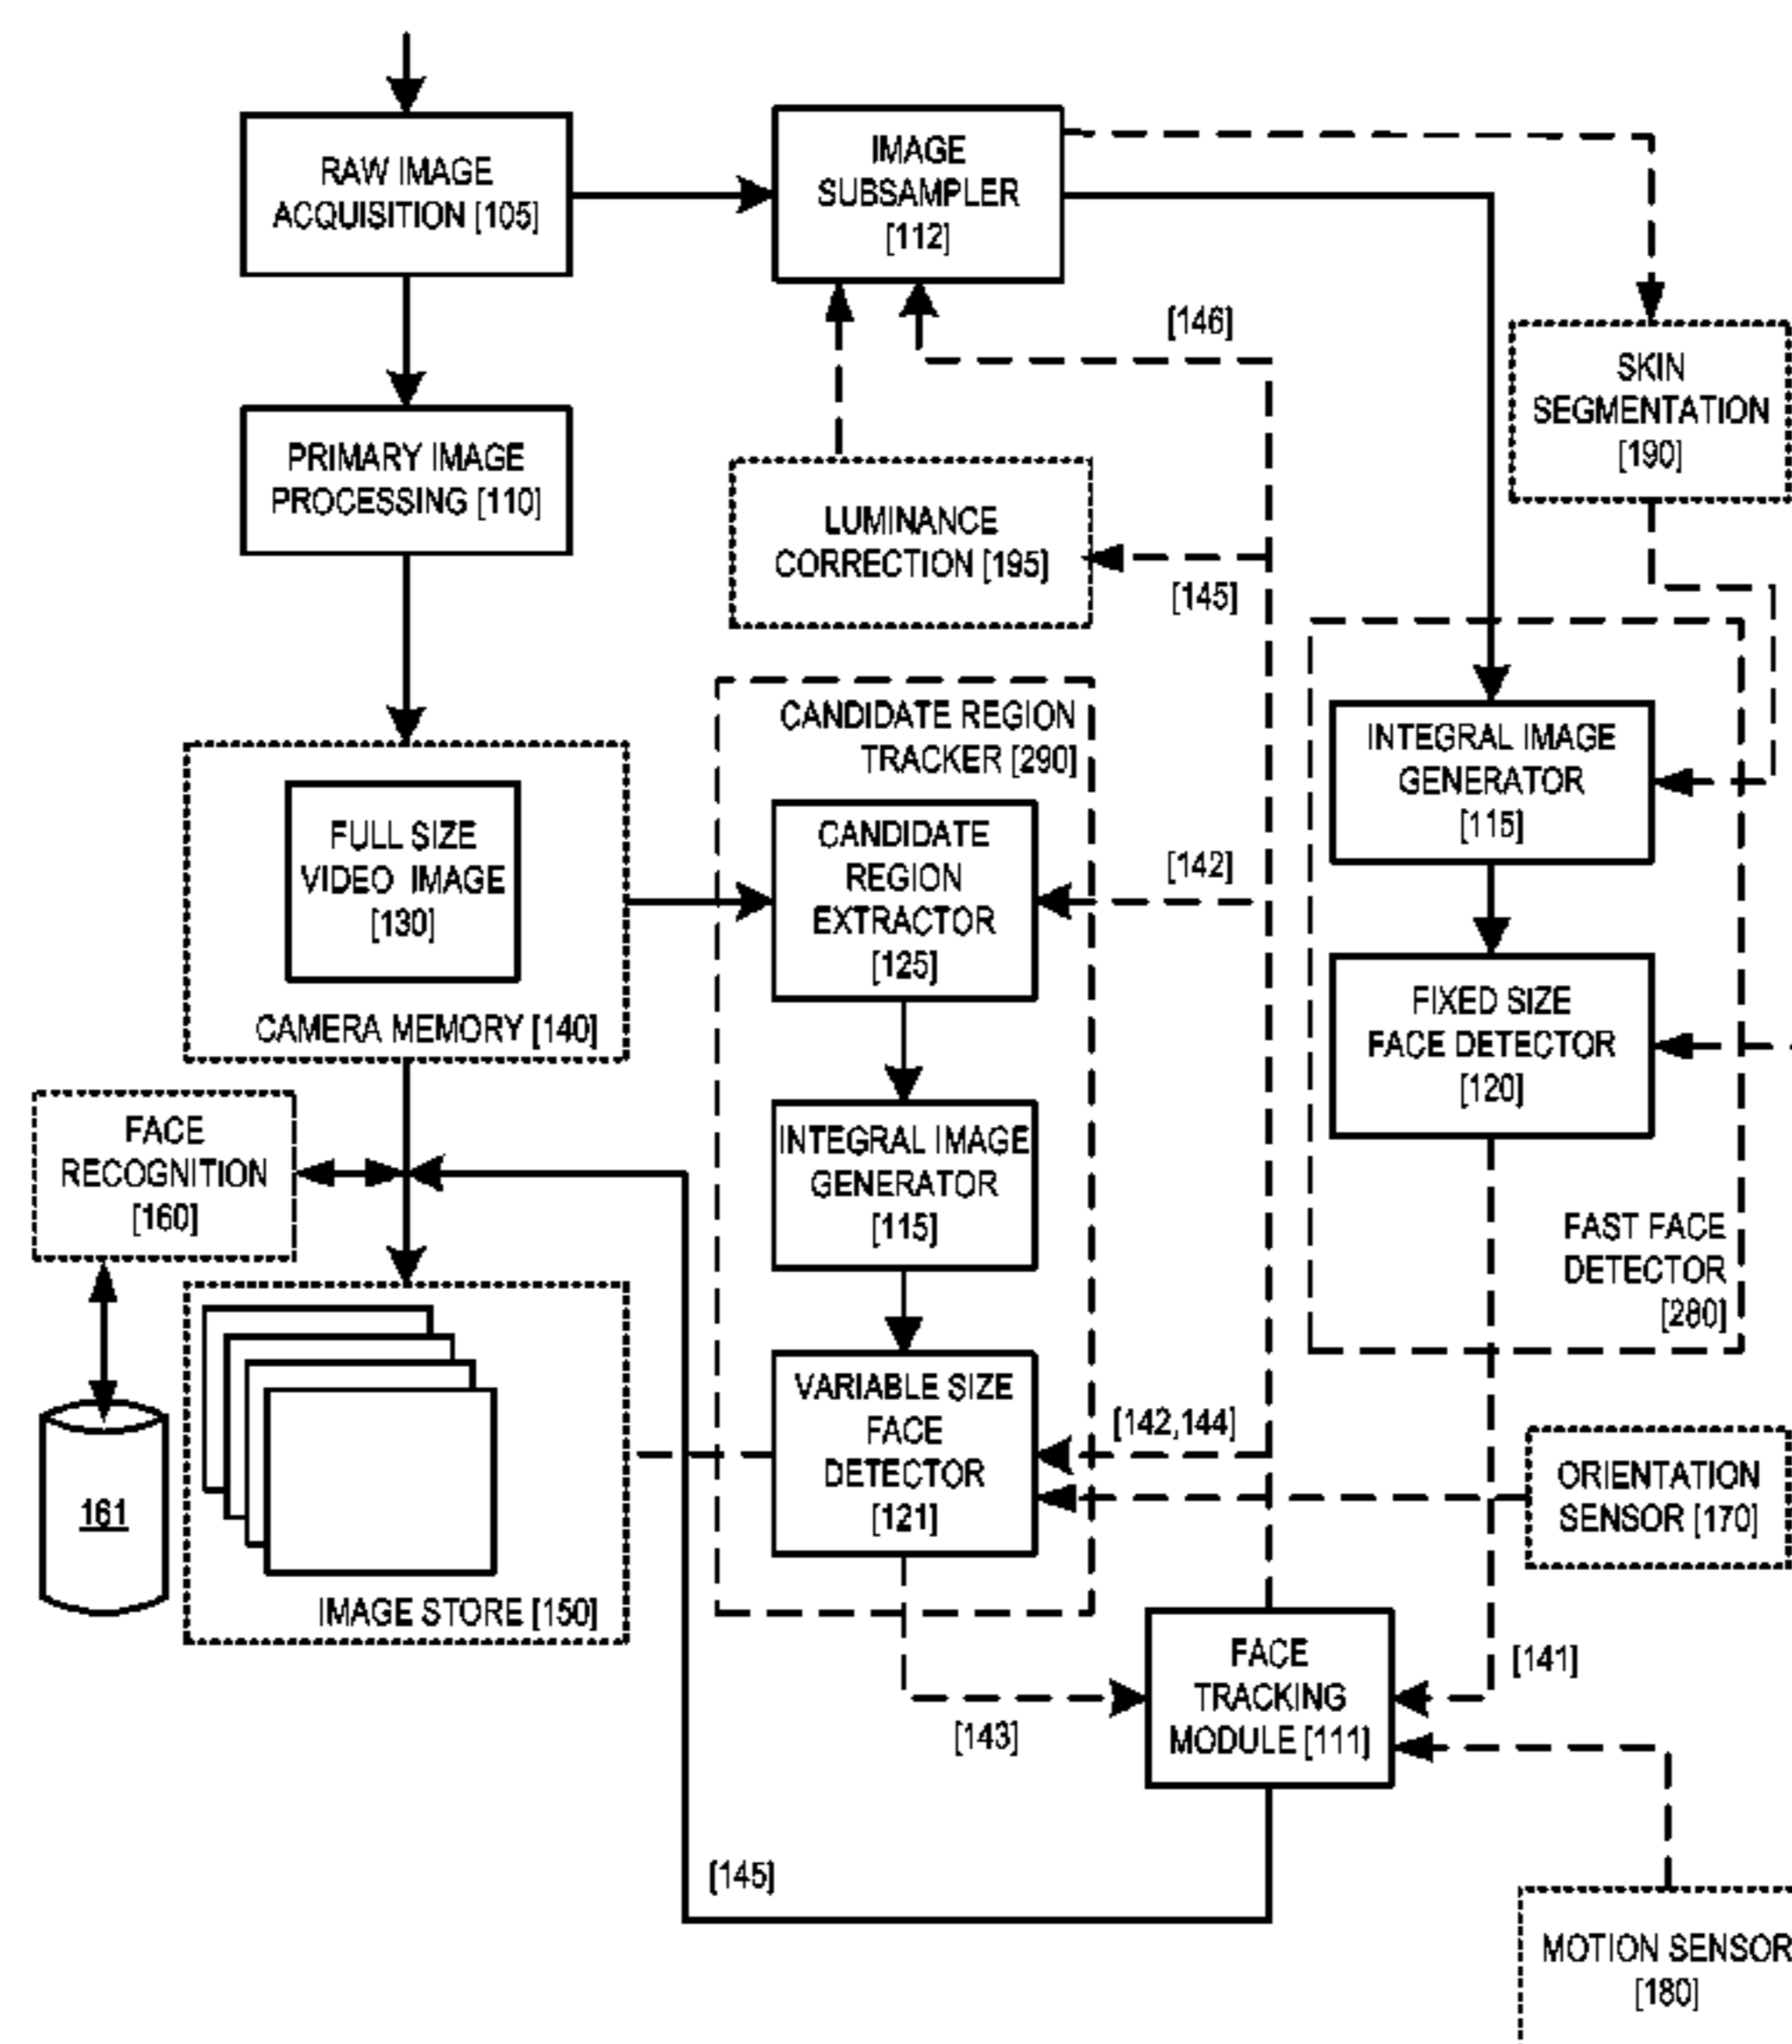 RAW IMAGE
ACQUISITION [105]
IMAGE
SUBSAMPLER
[112]
[146]
SKIN
SEGMENTATION
[190]
PRIMARY IMAGE
PROCESSING [110]
LUMINANCE
CORRECTION [195]
[145]
CANDIDATE REGION
TRACKER [290]
INTEGRAL IMAGE
GENERATOR
[115]
FULL SIZE
VIDEO IMAGE
[130]
CANDIDATE
REGION
EXTRACTOR
[125]
[142]
FIXED SIZE
FACE DETECTOR
[120]
CAMERA MEMORY [140]
FACE
RECOGNITION
[160]
INTEGRAL IMAGE
GENERATOR
[115]
FAST FACE
DETECTOR
[280]
VARIABLE SIZE
FACE
DETECTOR
[121]
[142,144]
ORIENTATION
SENSOR [170]
161
IMAGE STORE [150]
FACE
TRACKING
MODULE [111]
[141]
[143]
[145]
MOTION SENSOR
[180]